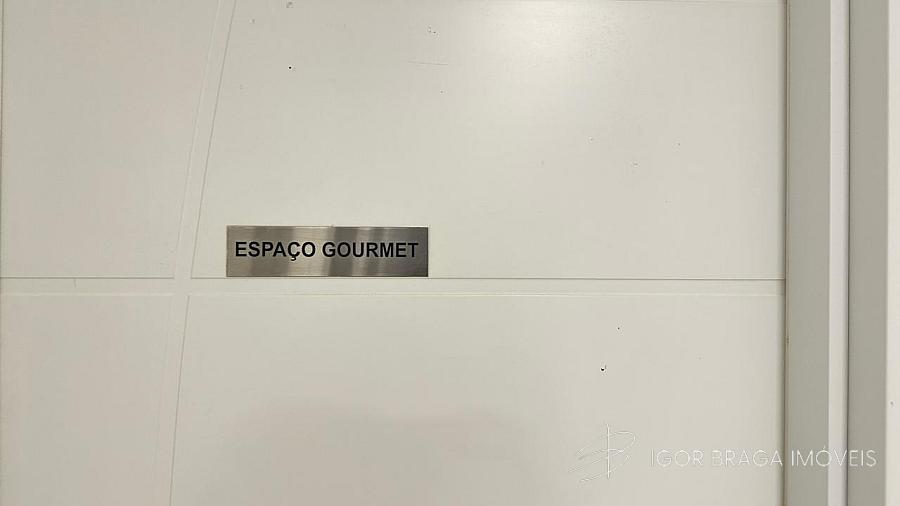 ESPAÇO GOURMET
IGOR BRAGA IMÓVEIS